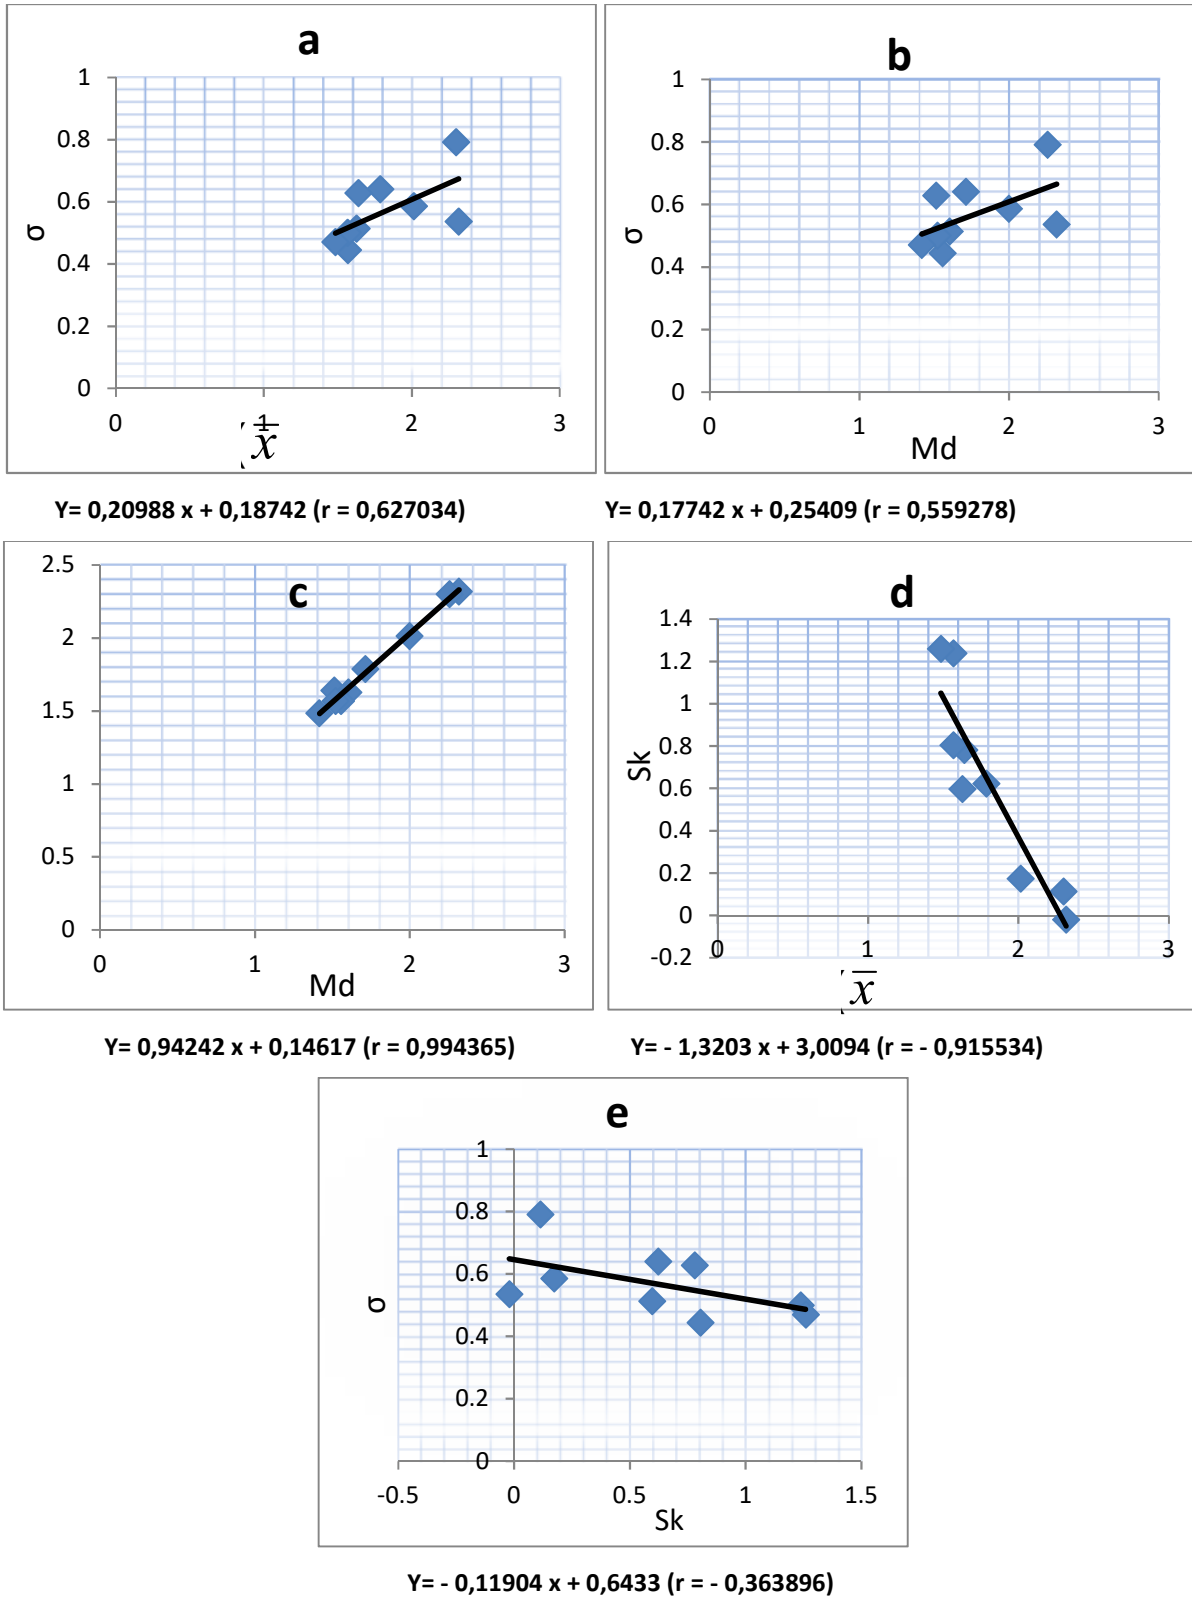 a
1
0.8
0.6
0.4
0.2
0
σ
0 1 2 3
x̅
Y= 0,20988 x + 0,18742 (r = 0,627034)
b
1
0.8
0.6
0.4
0.2
0
σ
0 1 2 3
Md
Y= 0,17742 x + 0,25409 (r = 0,559278)
c
2.5
2
1.5
1
0.5
0
0 1 2 3
Md
Y= 0,94242 x + 0,14617 (r = 0,994365)
d
1.4
1.2
1
0.8
0.6
0.4
0.2
0
-0.2
Sk
0 1 2 3
x̅
Y= - 1,3203 x + 3,0094 (r = - 0,915534)
e
1
0.8
0.6
0.4
0.2
0
σ
-0.5 0 0.5 1 1.5
Sk
Y= - 0,11904 x + 0,6433 (r = - 0,363896)